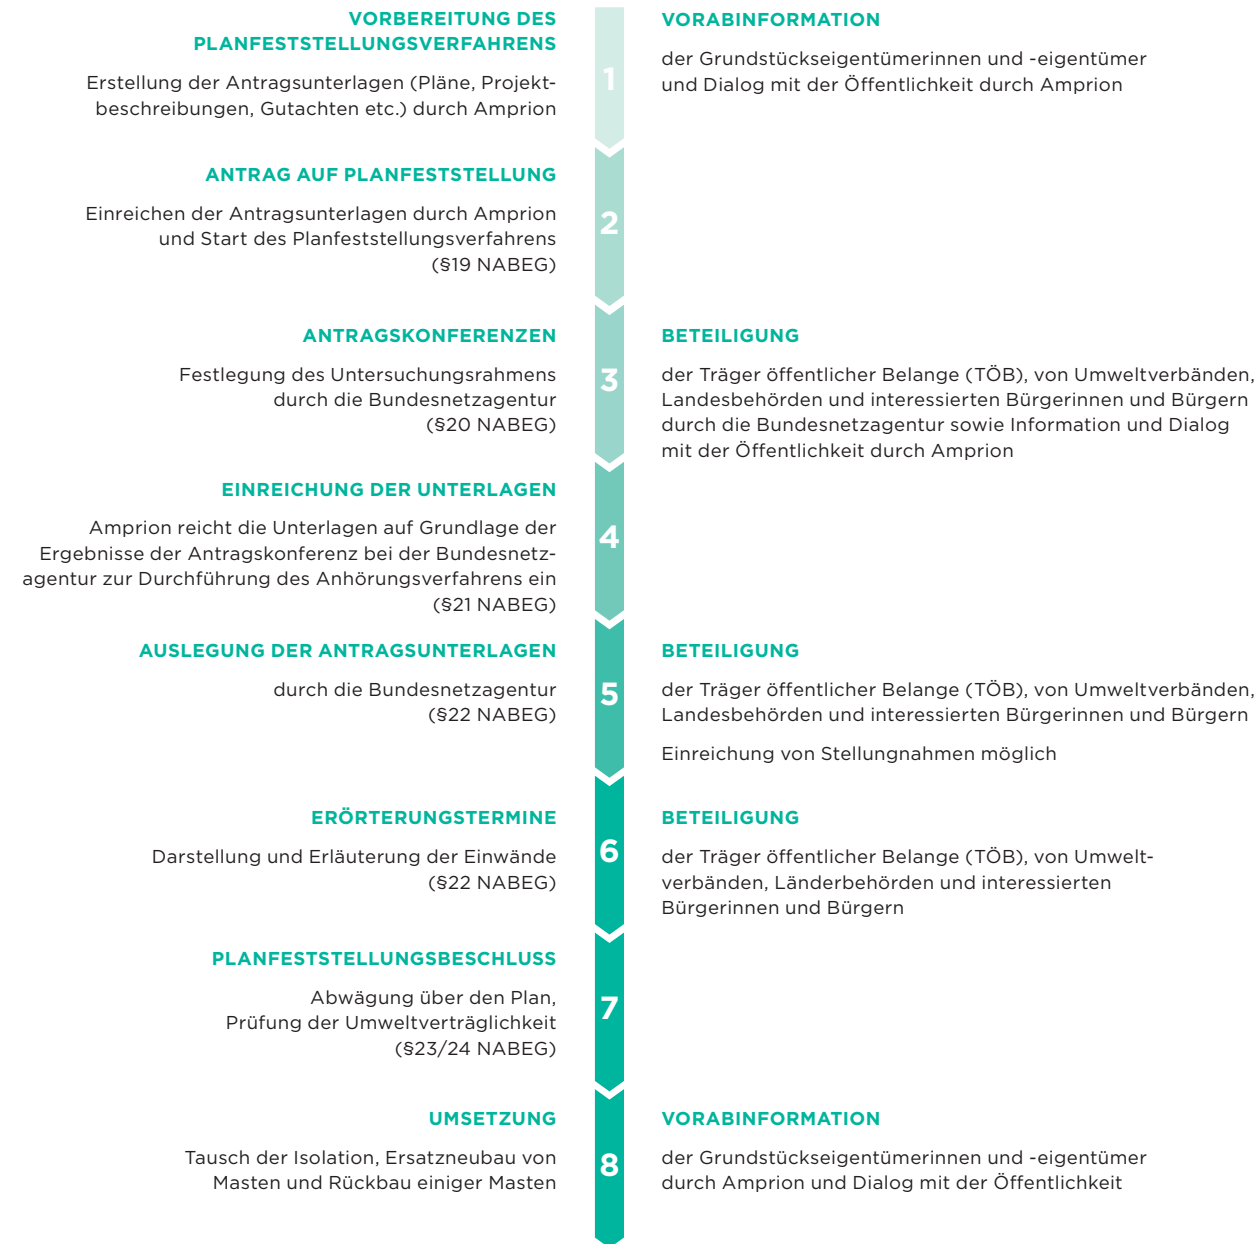 VORBEREITUNG DES
PLANFESTSTELLUNGSVERFAHRENS
Erstellung der Antragsunterlagen (Pläne, Projekt-
beschreibungen, Gutachten etc.) durch Amprion
1
VORABINFORMATION
der Grundstückseigentümerinnen und -eigentümer
und Dialog mit der Öffentlichkeit durch Amprion
ANTRAG AUF PLANFESTSTELLUNG
Einreichen der Antragsunterlagen durch Amprion
und Start des Planfeststellungsverfahrens
(§19 NABEG)
2
ANTRAGSKONFERENZEN
Festlegung des Untersuchungsrahmens
durch die Bundesnetzagentur
(§20 NABEG)
3
BETEILIGUNG
der Träger öffentlicher Belange (TÖB), von Umweltverbänden,
Landesbehörden und interessierten Bürgerinnen und Bürgern
durch die Bundesnetzagentur sowie Information und Dialog
mit der Öffentlichkeit durch Amprion
EINREICHUNG DER UNTERLAGEN
Amprion reicht die Unterlagen auf Grundlage der
Ergebnisse der Antragskonferenz bei der Bundesnetz-
agentur zur Durchführung des Anhörungsverfahrens ein
(§21 NABEG)
4
AUSLEGUNG DER ANTRAGSUNTERLAGEN
durch die Bundesnetzagentur
(§22 NABEG)
5
BETEILIGUNG
der Träger öffentlicher Belange (TÖB), von Umweltverbänden,
Landesbehörden und interessierten Bürgerinnen und Bürgern
Einreichung von Stellungnahmen möglich
ERÖRTERUNGSTERMINE
Darstellung und Erläuterung der Einwände
(§22 NABEG)
6
BETEILIGUNG
der Träger öffentlicher Belange (TÖB), von Umwelt-
verbänden, Länderbehörden und interessierten
Bürgerinnen und Bürgern
PLANFESTSTELLUNGSBESCHLUSS
Abwägung über den Plan,
Prüfung der Umweltverträglichkeit
(§23/24 NABEG)
7
UMSETZUNG
Tausch der Isolation, Ersatzneubau von
Masten und Rückbau einiger Masten
8
VORABINFORMATION
der Grundstückseigentümerinnen und -eigentümer
durch Amprion und Dialog mit der Öffentlichkeit